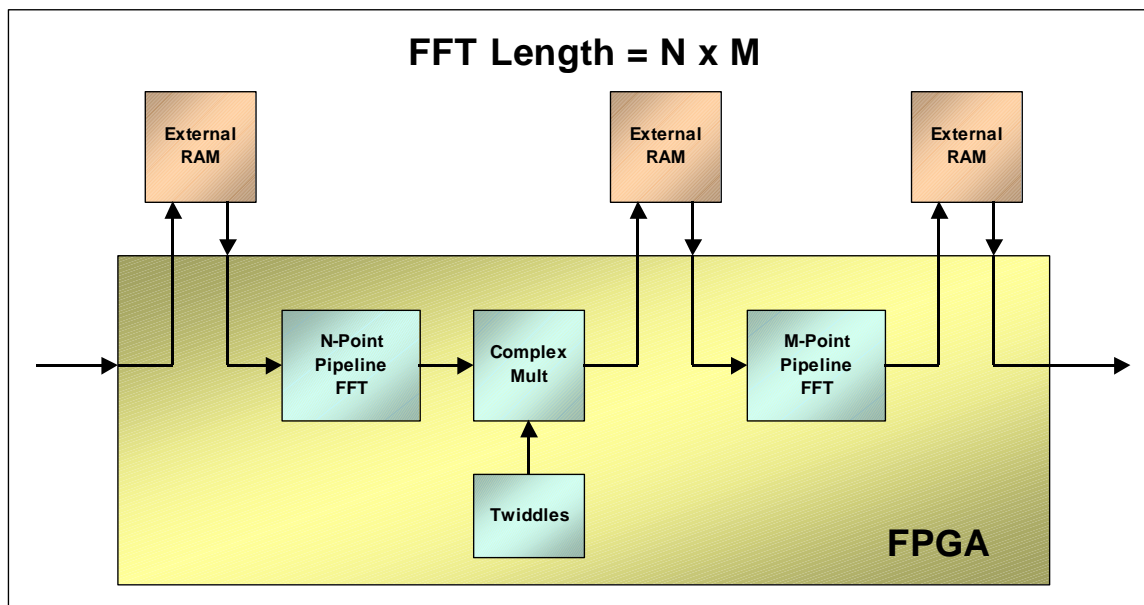 FFT Length = N x M
External
RAM
External
RAM
External
RAM
N-Point
Pipeline
FFT
Complex
Mult
M-Point
Pipeline
FFT
Twiddles
FPGA